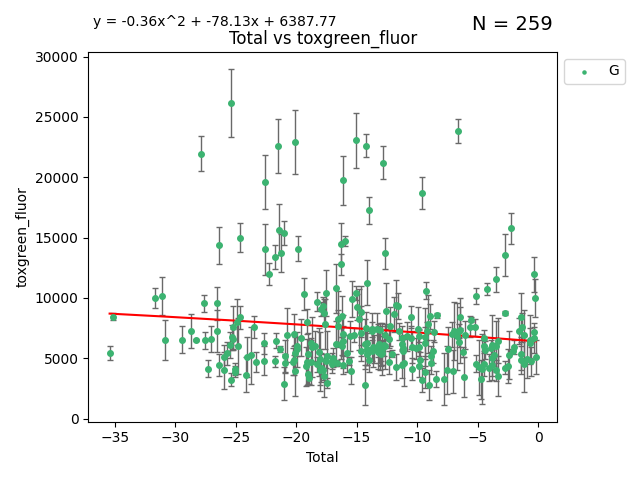 y = -0.36x^2 + -78.13x + 6387.77
N = 259
Total vs toxgreen_fluor
G
30000
25000
20000
15000
10000
5000
0
toxgreen_fluor
−35 −30 −25 −20 −15 −10 −5 0
Total